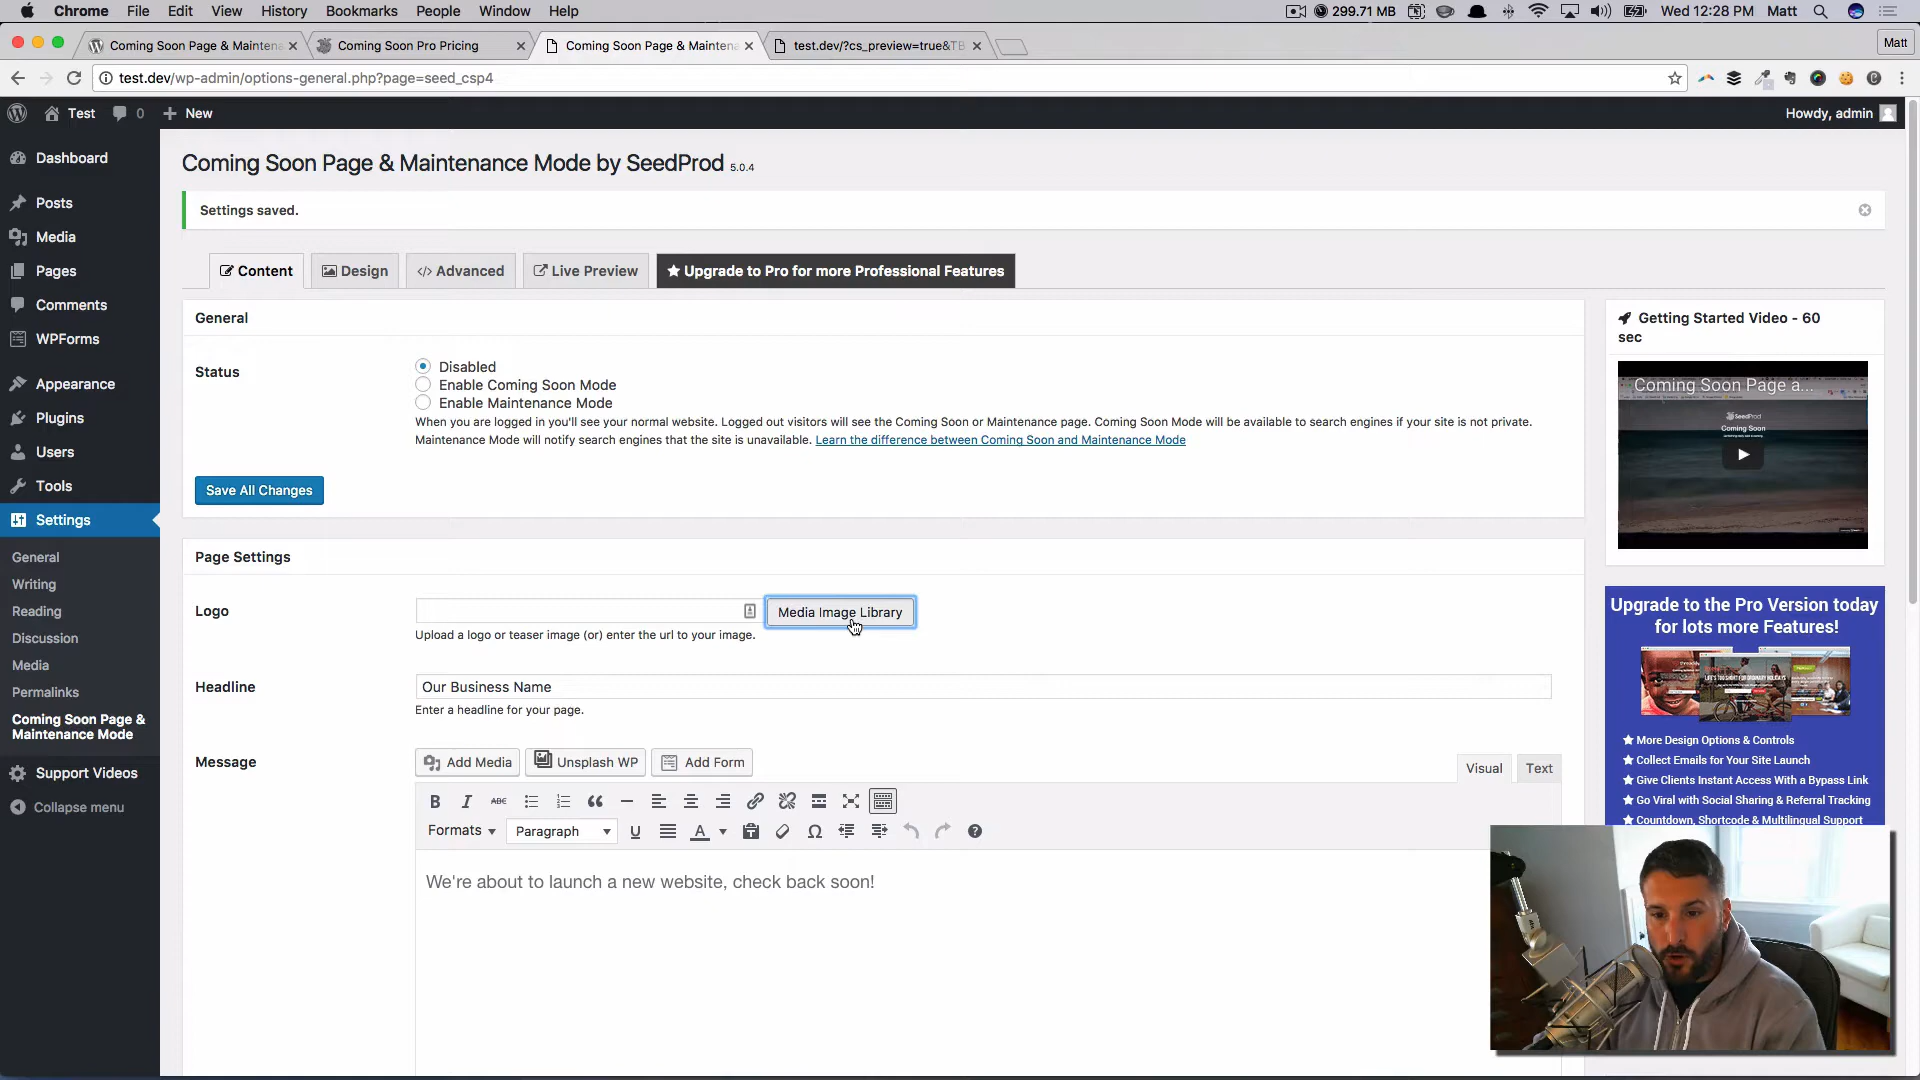 Chrome File Edit View History Bookmarks People Window Help 299.71 MB Wed 12:28 PM Matt
Coming Soon Page & Maintena Coming Soon Pro Pricing Coming Soon Page & Maintena test.dev/?cs_preview=true&TB Matt
test.dev/wp-admin/options-general.php?page=seed_csp4
Test 0 New Howdy, admin
Dashboard
Posts
Media
Pages
Comments
WPForms
Appearance
Plugins
Users
Tools
Settings
General
Writing
Reading
Discussion
Media
Permalinks
Coming Soon Page &
Maintenance Mode
Support Videos
Collapse menu
Coming Soon Page & Maintenance Mode by SeedProd 5.0.4
Settings saved.
Content Design Advanced Live Preview Upgrade to Pro for more Professional Features
General
Status
Disabled
Enable Coming Soon Mode
Enable Maintenance Mode
When you are logged in you'll see your normal website. Logged out visitors will see the Coming Soon or Maintenance page. Coming Soon Mode will be available to search engines if your site is not private.
Maintenance Mode will notify search engines that the site is unavailable. Learn the difference between Coming Soon and Maintenance Mode
Save All Changes
Page Settings
Logo
Media Image Library
Upload a logo or teaser image (or) enter the url to your image.
Headline
Our Business Name
Enter a headline for your page.
Message
Add Media Unsplash WP Add Form Visual Text
B I ABC
Formats Paragraph U A Ω
We're about to launch a new website, check back soon!
Getting Started Video - 60
sec
Coming Soon Page a...
SeedProd
Coming Soon
Upgrade to the Pro Version today
for lots more Features!
More Design Options & Controls
Collect Emails for Your Site Launch
Give Clients Instant Access With a Bypass Link
Go Viral with Social Sharing & Referral Tracking
Countdown, Shortcode & Multilingual Support